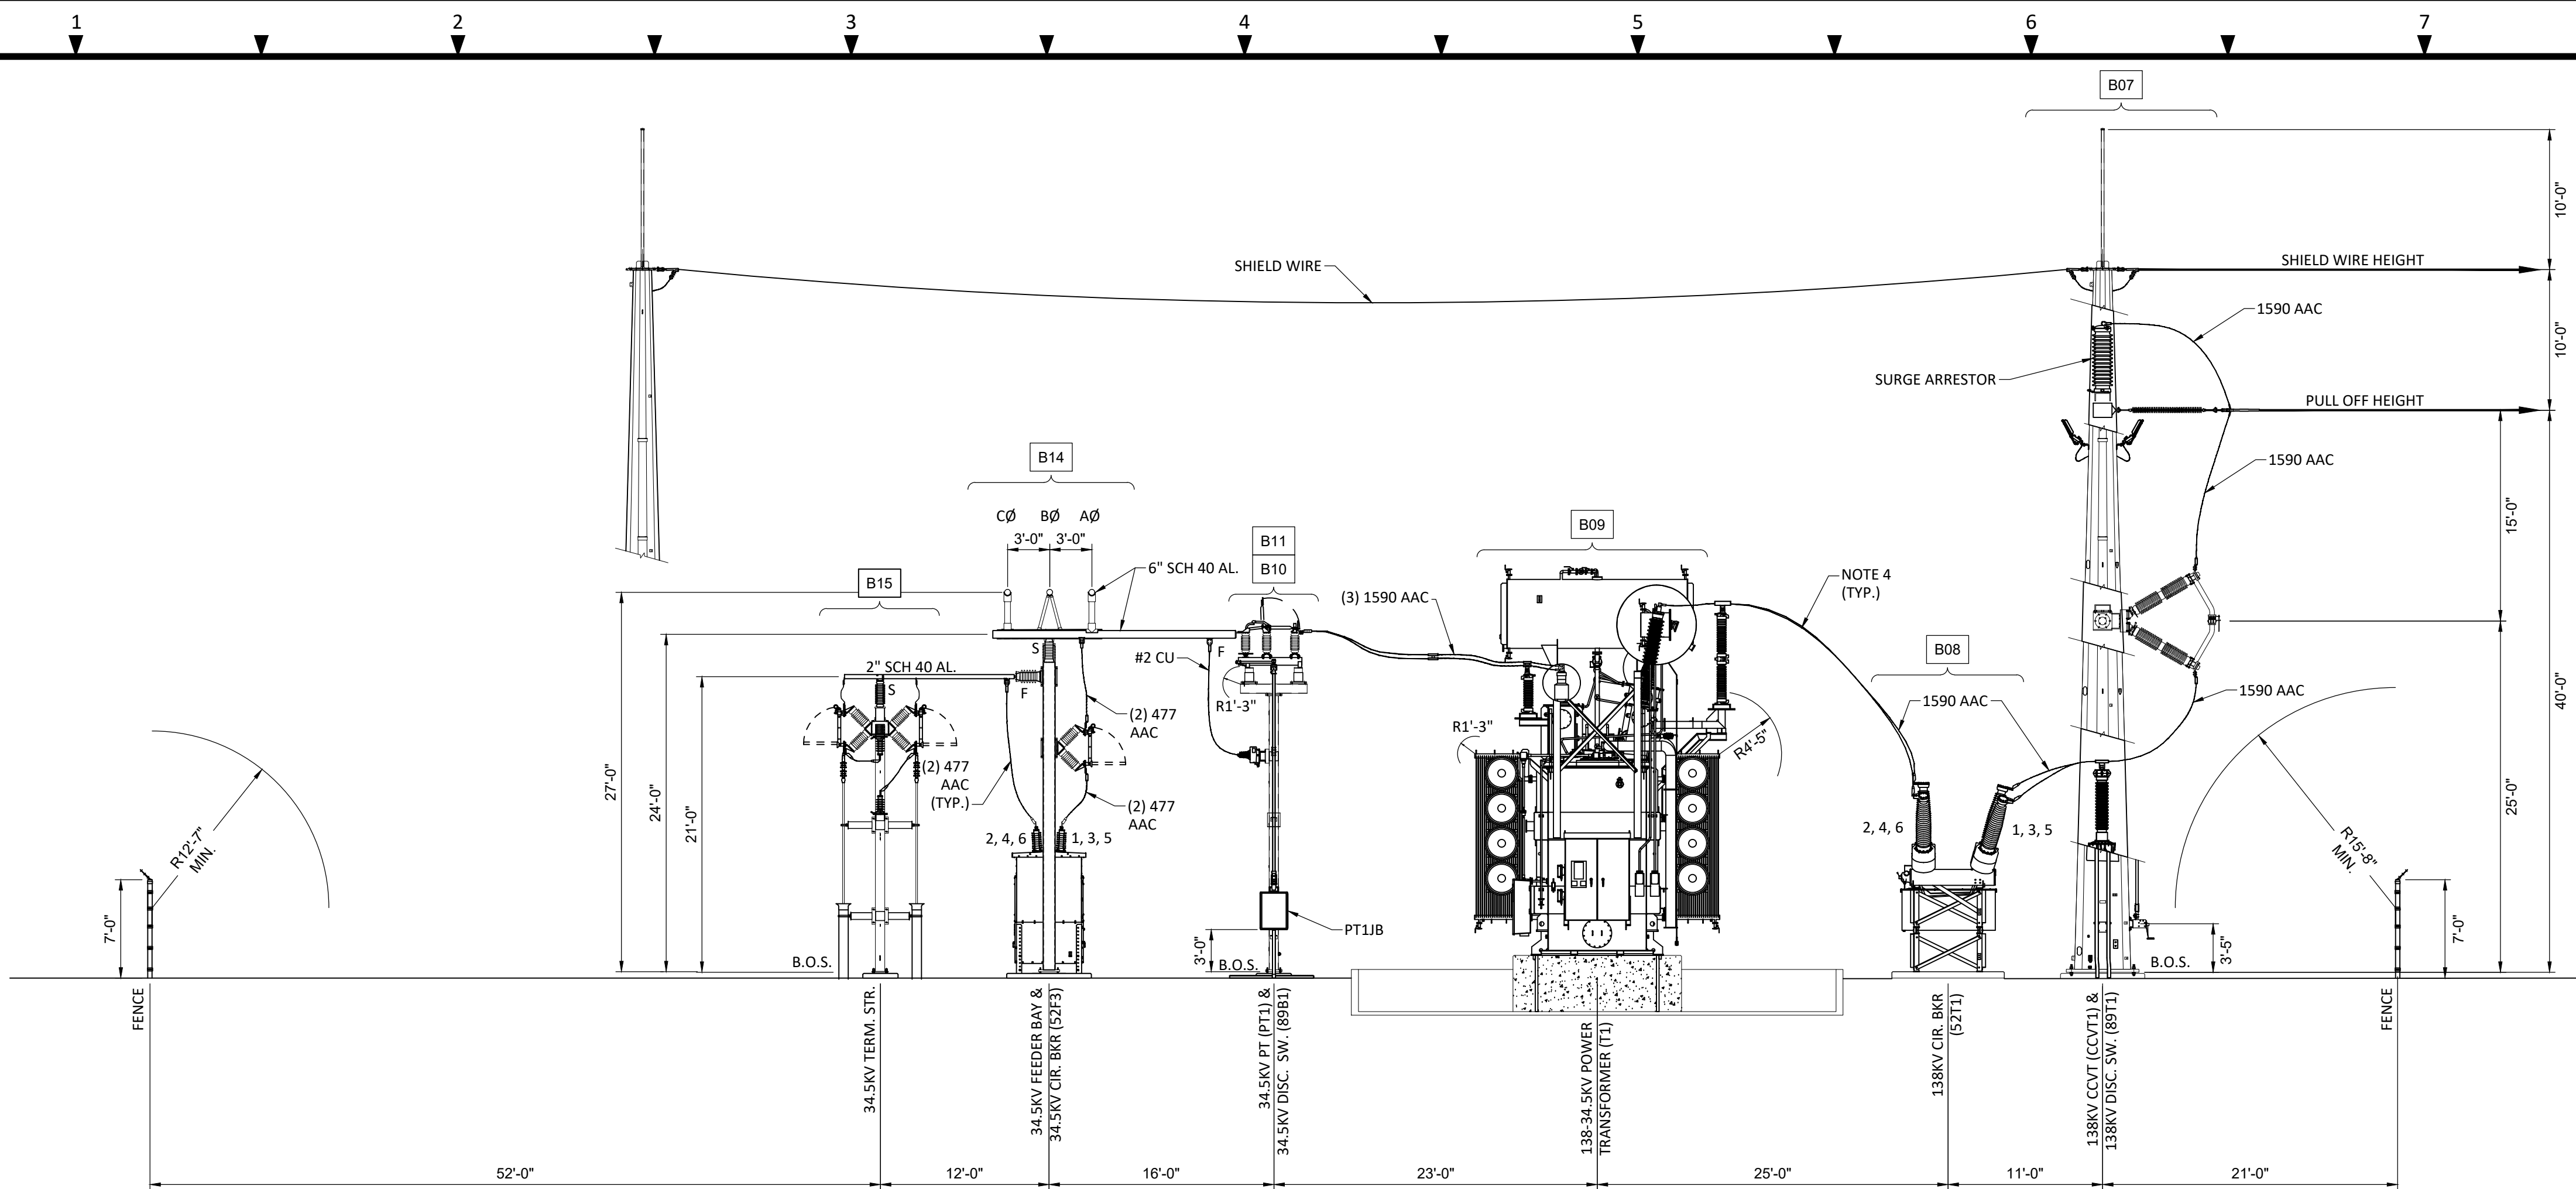 1
2
3
4
5
6
7
B07
10'-0"
SHIELD WIRE
SHIELD WIRE HEIGHT
1590 AAC
10'-0"
SURGE ARRESTOR
PULL OFF HEIGHT
B14
1590 AAC
CØ
BØ
AØ
3'-0"
3'-0"
B11
B10
B09
15'-0"
B15
6" SCH 40 AL.
(3) 1590 AAC
NOTE 4
(TYP.)
S
F
#2 CU
B08
2" SCH 40 AL.
S
F
R1'-3"
1590 AAC
1590 AAC
40'-0"
(2) 477
AAC
R1'-3"
R4'-5"
27'-0"
24'-0"
21'-0"
(2) 477
AAC
(TYP.)
(2) 477
AAC
25'-0"
R12'-7"
MIN.
2, 4, 6
1, 3, 5
2, 4, 6
1, 3, 5
R15'-8"
MIN.
7'-0"
PT1JB
3'-0"
7'-0"
3'-5"
B.O.S.
B.O.S.
B.O.S.
FENCE
34.5KV TERM. STR.
34.5KV FEEDER BAY &
34.5KV CIR. BKR (52F3)
34.5KV PT (PT1) &
34.5KV DISC. SW. (89B1)
138-34.5KV POWER
TRANSFORMER (T1)
138KV CIR. BKR
(52T1)
138KV CCVT (CCVT1) &
138KV DISC. SW. (89T1)
FENCE
52'-0"
12'-0"
16'-0"
23'-0"
25'-0"
11'-0"
21'-0"